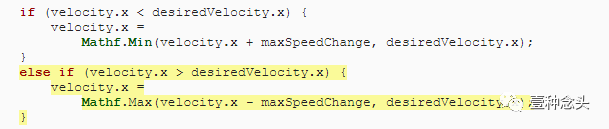 if (velocity.x < desiredVelocity.x) {
velocity.x =
Mathf.Min(velocity.x + maxSpeedChange, desiredVelocity.x);
}
else if (velocity.x > desiredVelocity.x) {
velocity.x =
Mathf.Max(velocity.x - maxSpeedChange, desiredVelocity
}
壹种念头